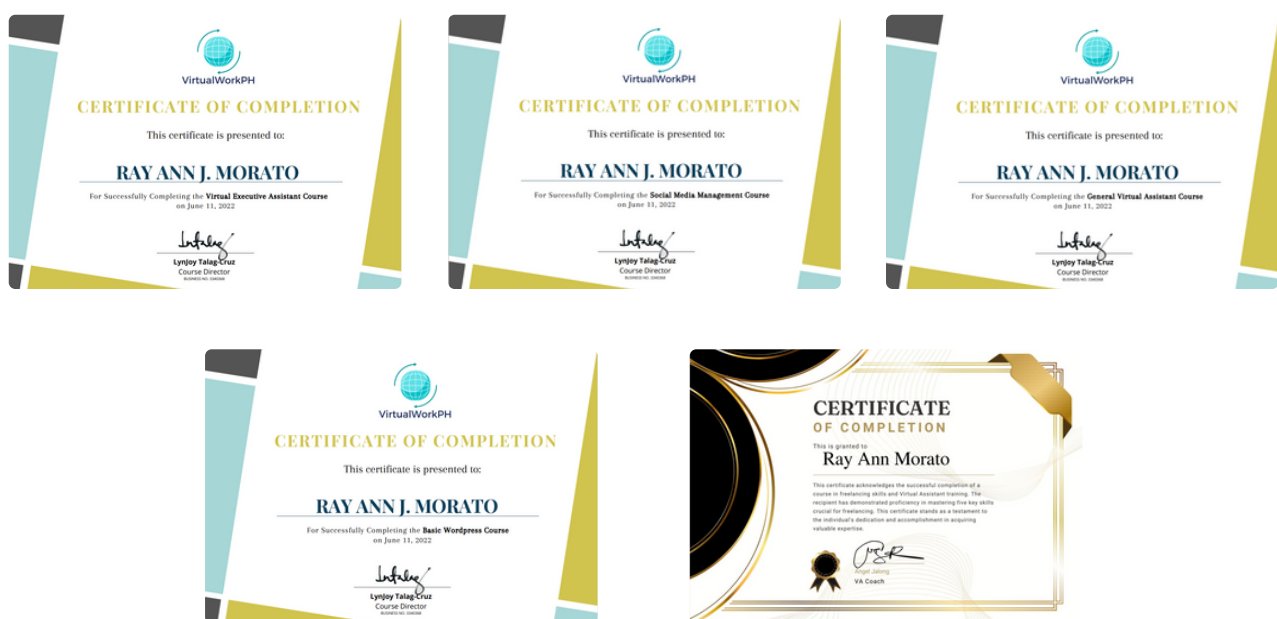 VirtualWorkPH
CERTIFICATE OF COMPLETION
This certificate is presented to:
RAY ANN J. MORATO
For Successfully Completing the Virtual Executive Assistant Course
on June 11, 2022
LynJoy Talag-Cruz
Course Director
VirtualWorkPH
CERTIFICATE OF COMPLETION
This certificate is presented to:
RAY ANN J. MORATO
For Successfully Completing the Social Media Management Course
on June 11, 2022
LynJoy Talag-Cruz
Course Director
VirtualWorkPH
CERTIFICATE OF COMPLETION
This certificate is presented to:
RAY ANN J. MORATO
For Successfully Completing the General Virtual Assistant Course
on June 11, 2022
LynJoy Talag-Cruz
Course Director
VirtualWorkPH
CERTIFICATE OF COMPLETION
This certificate is presented to:
RAY ANN J. MORATO
For Successfully Completing the Basic Wordpress Course
on June 11, 2022
LynJoy Talag-Cruz
Course Director
CERTIFICATE
OF COMPLETION
This is granted to
Ray Ann Morato
This certificate acknowledges the successful completion of a
course in freelancing skills and Virtual Assistant training. The
recipient has demonstrated proficiency in mastering five key skills
crucial for freelancing. This certificate stands as a testament to
the individual's dedication and accomplishment in acquiring
valuable expertise.
Angel Jalong
VA Coach